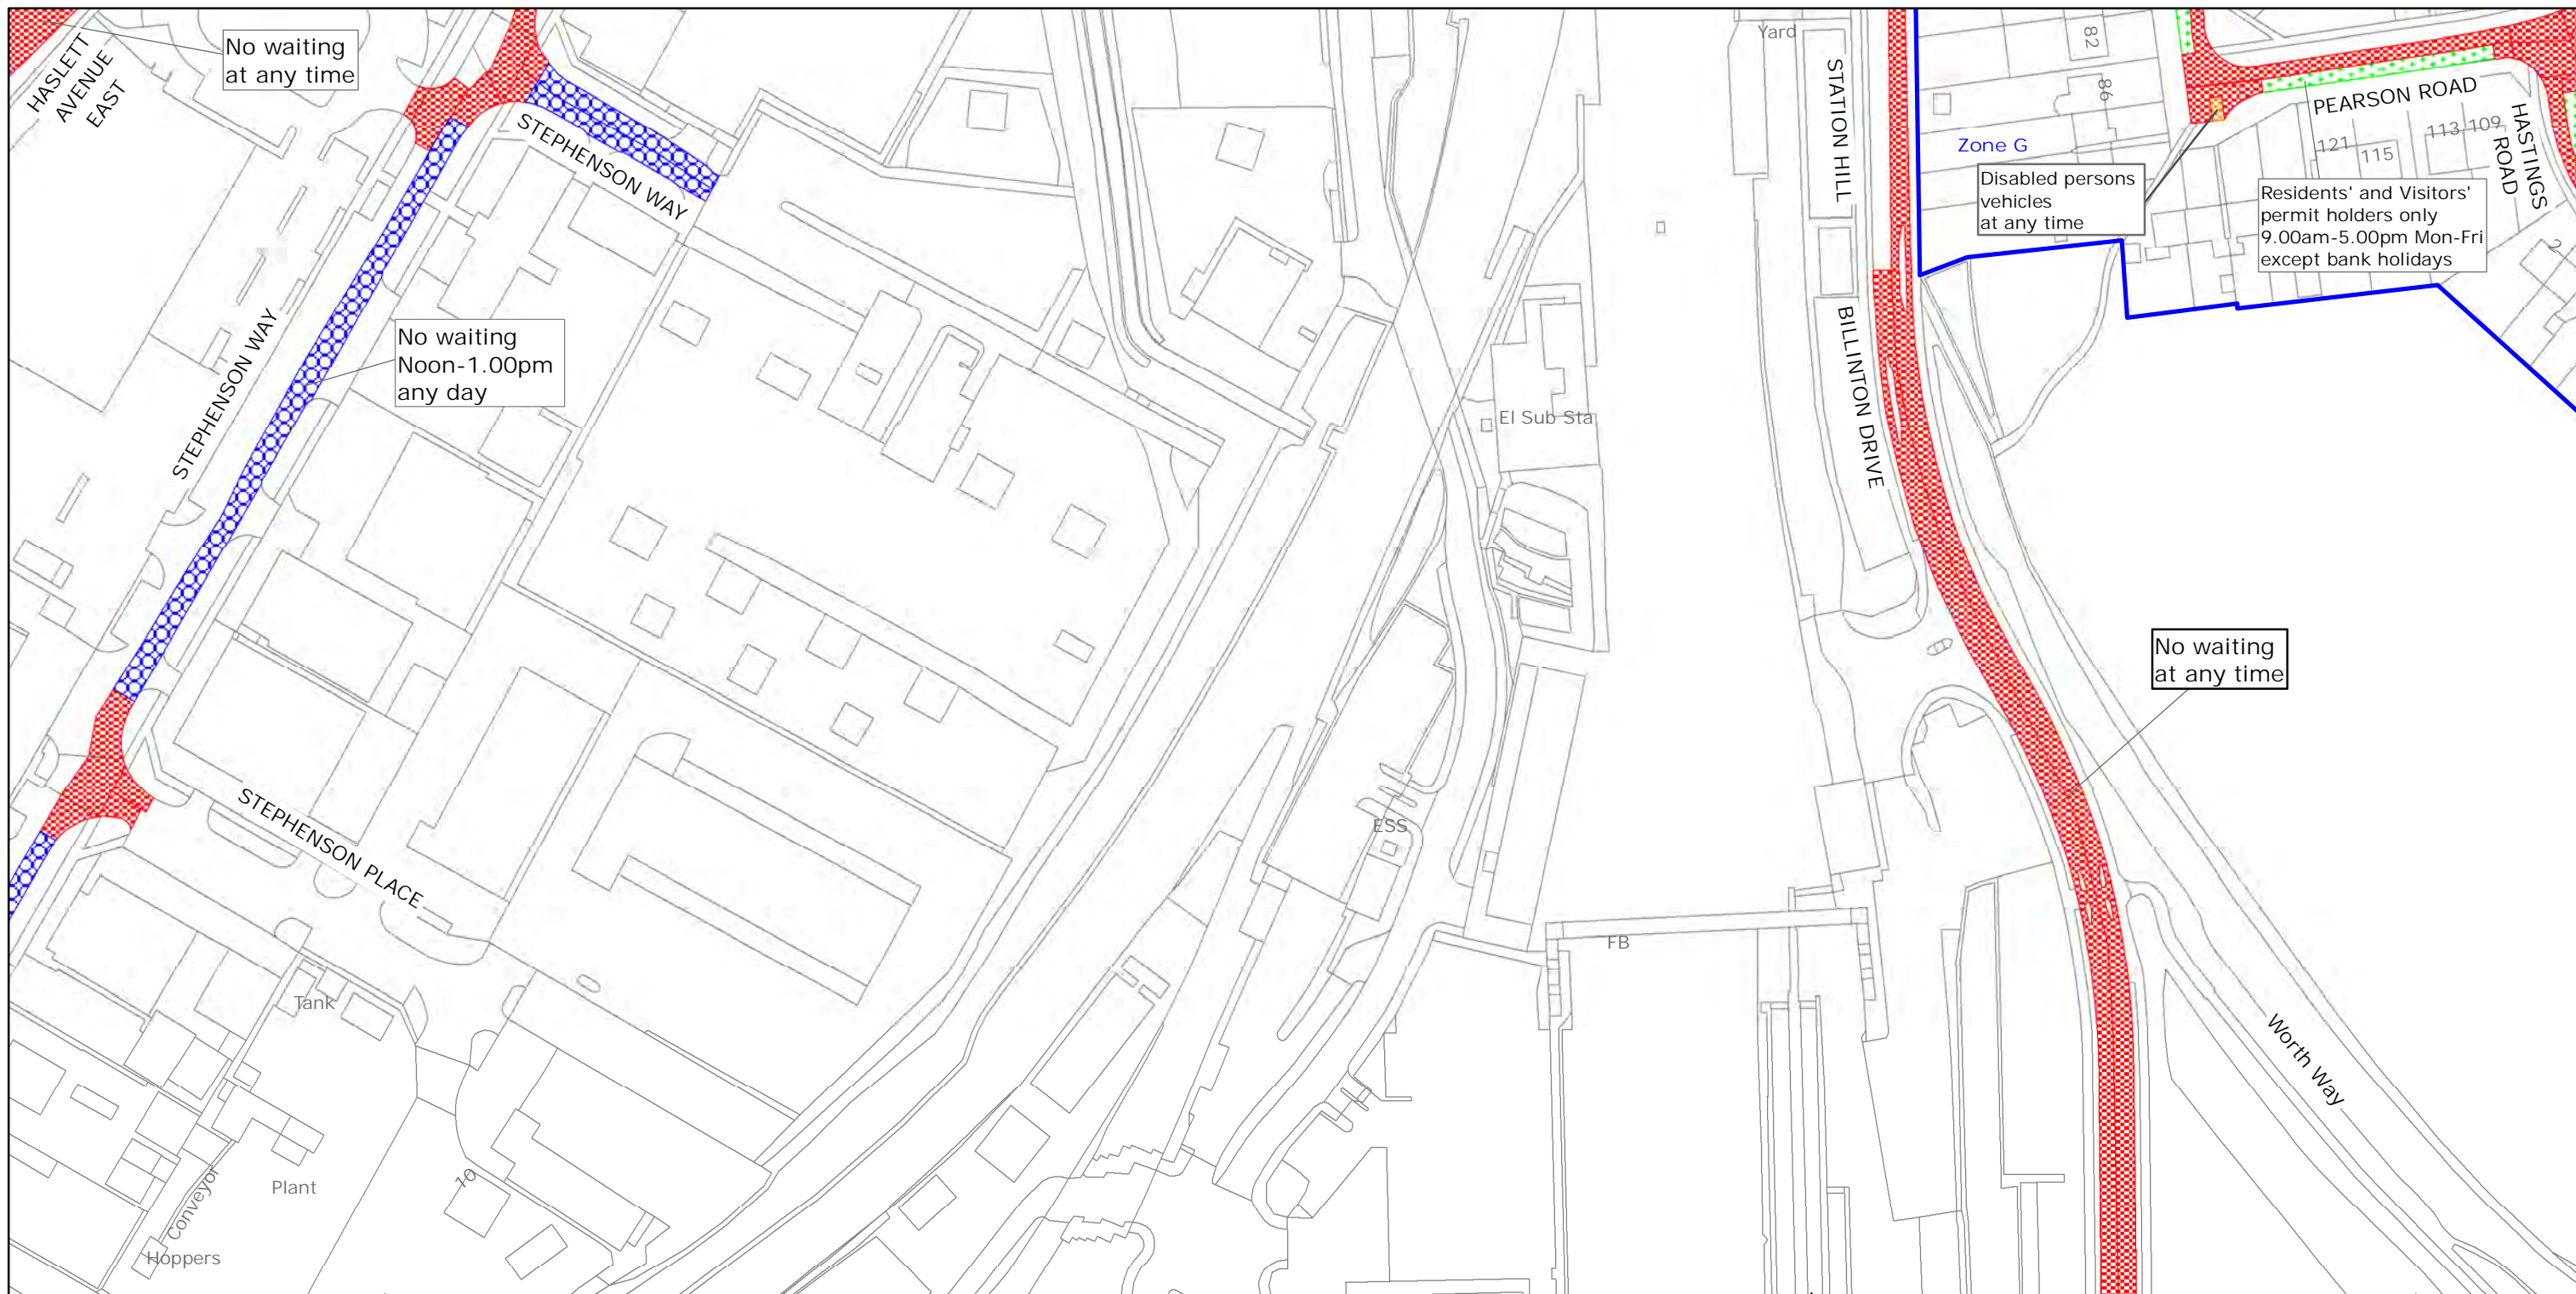 No waiting
at any time
HASLETT
AVENUE
EAST
STEPHENSON WAY
STEPHENSON WAY
No waiting
Noon-1.00pm
any day
STEPHENSON PLACE
Tank
Plant
Conveyor
Hoppers
10
Yard
STATION HILL
BILLINTON DRIVE
El Sub Sta
ESS
FB
82
86
Zone G
Disabled persons
vehicles
at any time
PEARSON ROAD
121
115
113
109
HASTINGS
ROAD
Residents' and Visitors'
permit holders only
9.00am-5.00pm Mon-Fri
except bank holidays
2
No waiting
at any time
Worth Way